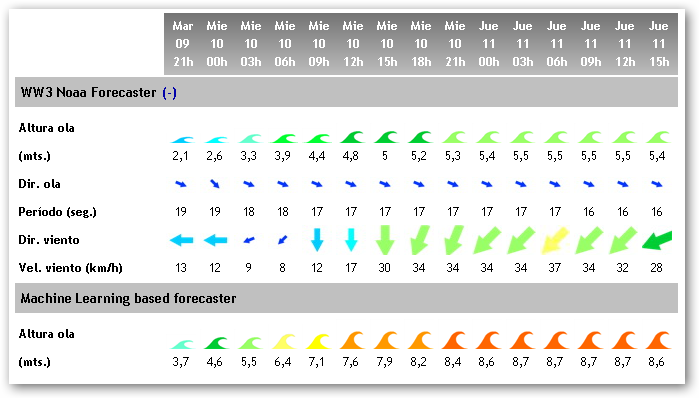 Mar Mie Mie Mie Mie Mie Mie Mie Mie Jue Jue Jue Jue Jue Jue
09 10 10 10 10 10 10 10 10 11 11 11 11 11 11
21h 00h 03h 06h 09h 12h 15h 18h 21h 00h 03h 06h 09h 12h 15h
WW3 Noaa Forecaster (-)
Altura ola
(mts.) 2,1 2,6 3,3 3,9 4,4 4,8 5 5,2 5,3 5,4 5,5 5,5 5,5 5,5 5,4
Dir. ola
Período (seg.) 19 19 18 18 17 17 17 17 17 17 17 17 16 16 16
Dir. viento
Vel. viento (km/h) 13 12 9 8 12 17 30 34 34 34 34 37 34 32 28
Machine Learning based forecaster
Altura ola
(mts.) 3,7 4,6 5,5 6,4 7,1 7,6 7,9 8,2 8,4 8,6 8,7 8,7 8,7 8,7 8,6